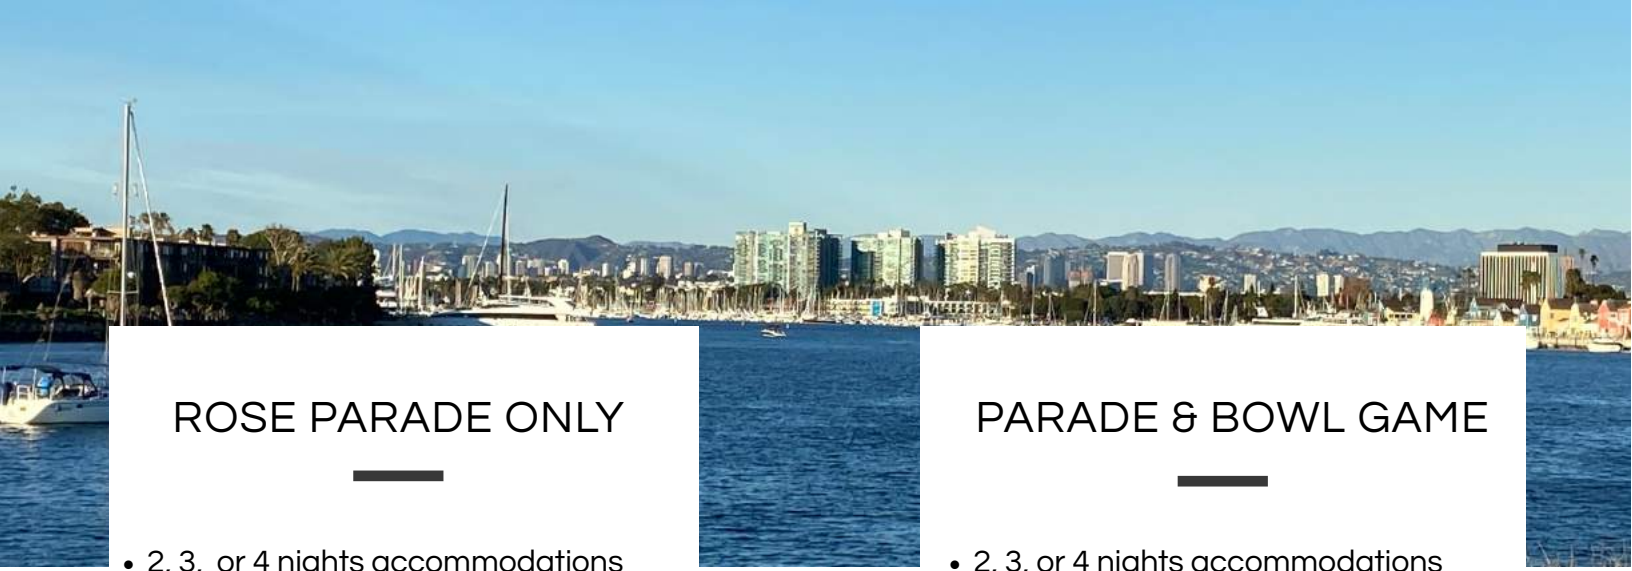 ROSE PARADE ONLY
PARADE & BOWL GAME
• 2, 3,  or 4 nights accommodations
• 2, 3, or 4 nights accommodations